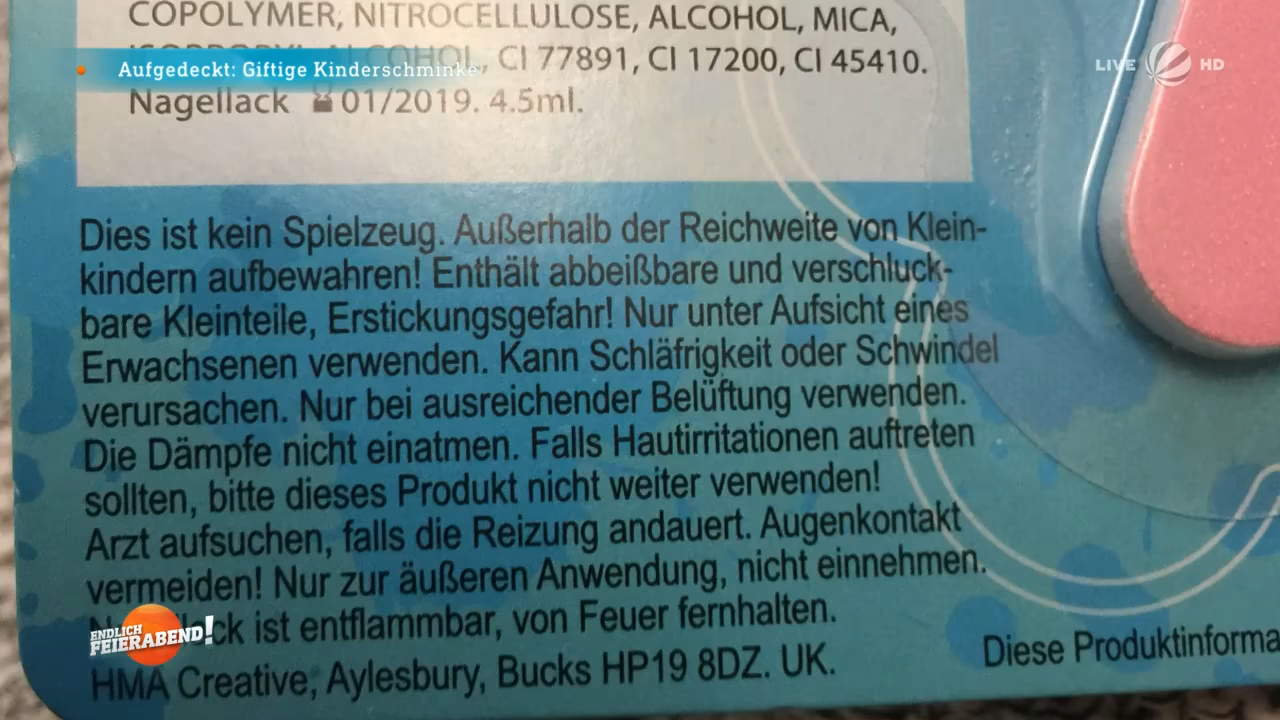 COPOLYMER, NITROCELLULOSE, ALCOHOL, MICA,
ISOPROPYL ALCOHOL, CI 77891, CI 17200, CI 45410.
Aufgedeckt: Giftige Kinderschminke
LIVE HD
Nagellack 01/2019. 4.5ml.
Dies ist kein Spielzeug. Außerhalb der Reichweite von Klein-
kindern aufbewahren! Enthält abbeißbare und verschluck-
bare Kleinteile, Erstickungsgefahr! Nur unter Aufsicht eines
Erwachsenen verwenden. Kann Schläfrigkeit oder Schwindel
verursachen. Nur bei ausreichender Belüftung verwenden.
Die Dämpfe nicht einatmen. Falls Hautirritationen auftreten
sollten, bitte dieses Produkt nicht weiter verwenden!
Arzt aufsuchen, falls die Reizung andauert. Augenkontakt
vermeiden! Nur zur äußeren Anwendung, nicht einnehmen.
ist entflammbar, von Feuer fernhalten.
ENDLICH
FEIERABEND!
HMA Creative, Aylesbury, Bucks HP19 8DZ. UK.
Diese Produktinforma